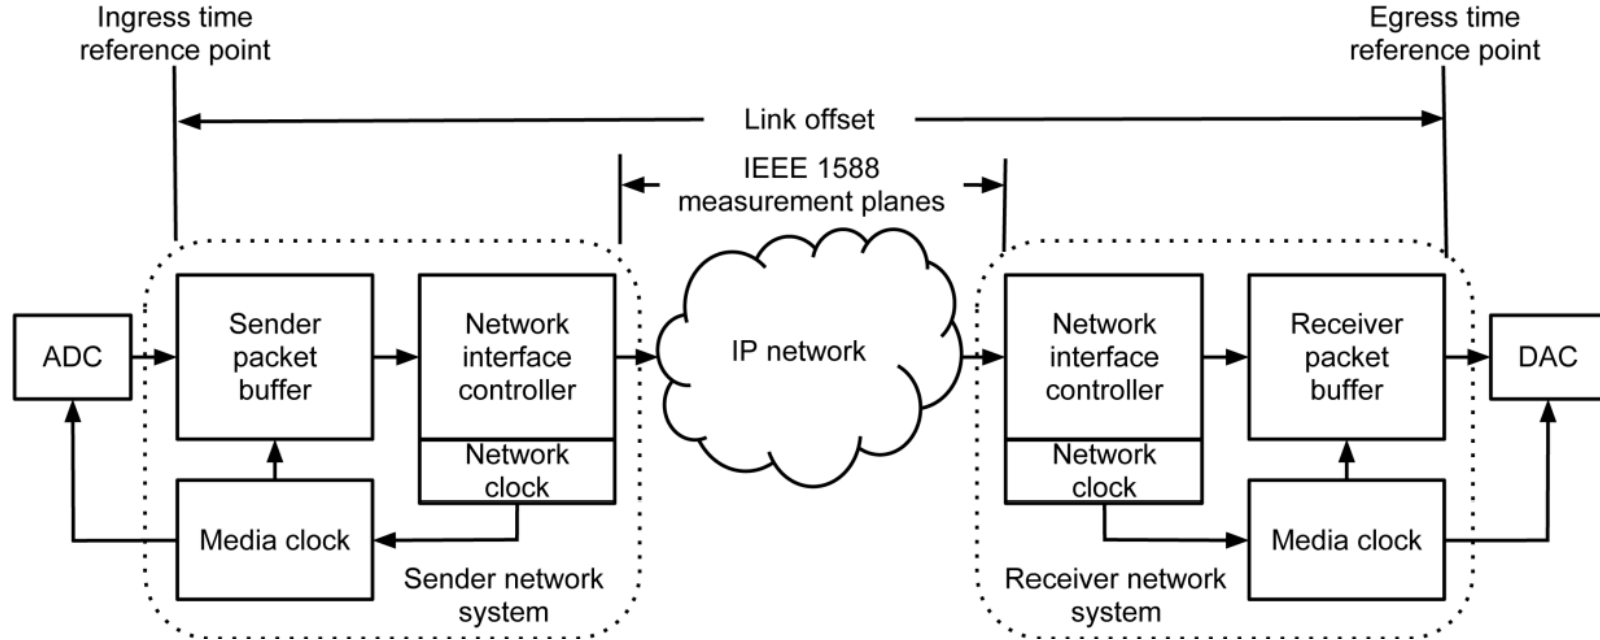 Ingress time
reference point
Egress time
reference point
Link offset
IEEE 1588
measurement planes
ADC
Sender
packet
buffer
Network
interface
controller
IP network
Network
interface
controller
Receiver
packet
buffer
DAC
Network
clock
Network
clock
Media clock
Media clock
Sender network
system
Receiver network
system